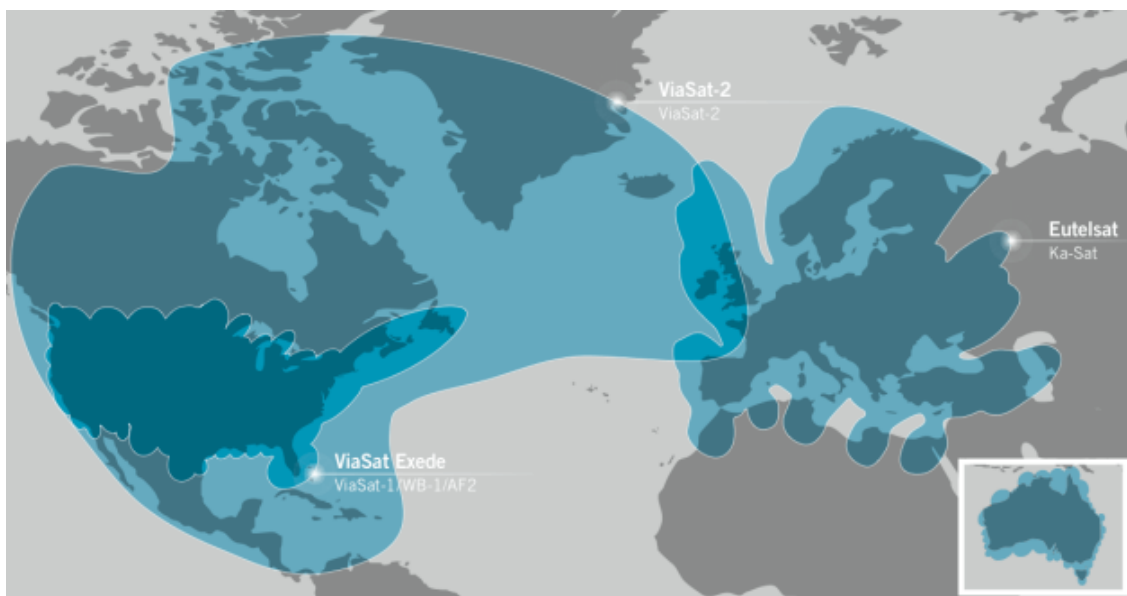 ViaSat-2
ViaSat-2
Eutelsat
Ka-Sat
ViaSat Exede
ViaSat-1/WB-1/AF2